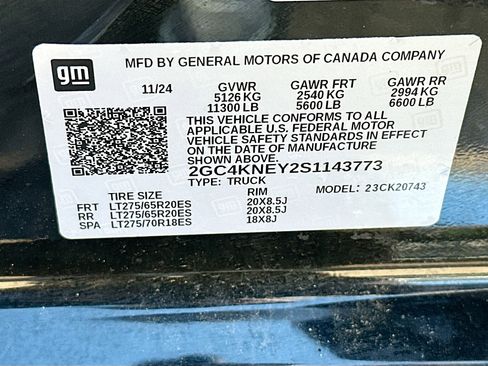 gm
MFD BY GENERAL MOTORS OF CANADA COMPANY
11/24 GVWR GAWR FRT GAWR RR
5126 KG 2540 KG 2994 KG
11300 LB 5600 LB 6600 LB
THIS VEHICLE CONFORMS TO ALL
APPLICABLE U.S. FEDERAL MOTOR
VEHICLE SAFETY STANDARDS IN EFFECT
ON THE DATE OF MANUFACTURE
SHOWN ABOVE.
2GC4KNEY2S1143773
TYPE: TRUCK MODEL: 23CK20743
TIRE SIZE RIM
FRT LT275/65R20ES 20X8.5J
RR LT275/65R20ES 20X8.5J
SPA LT275/70R18ES 18X8J